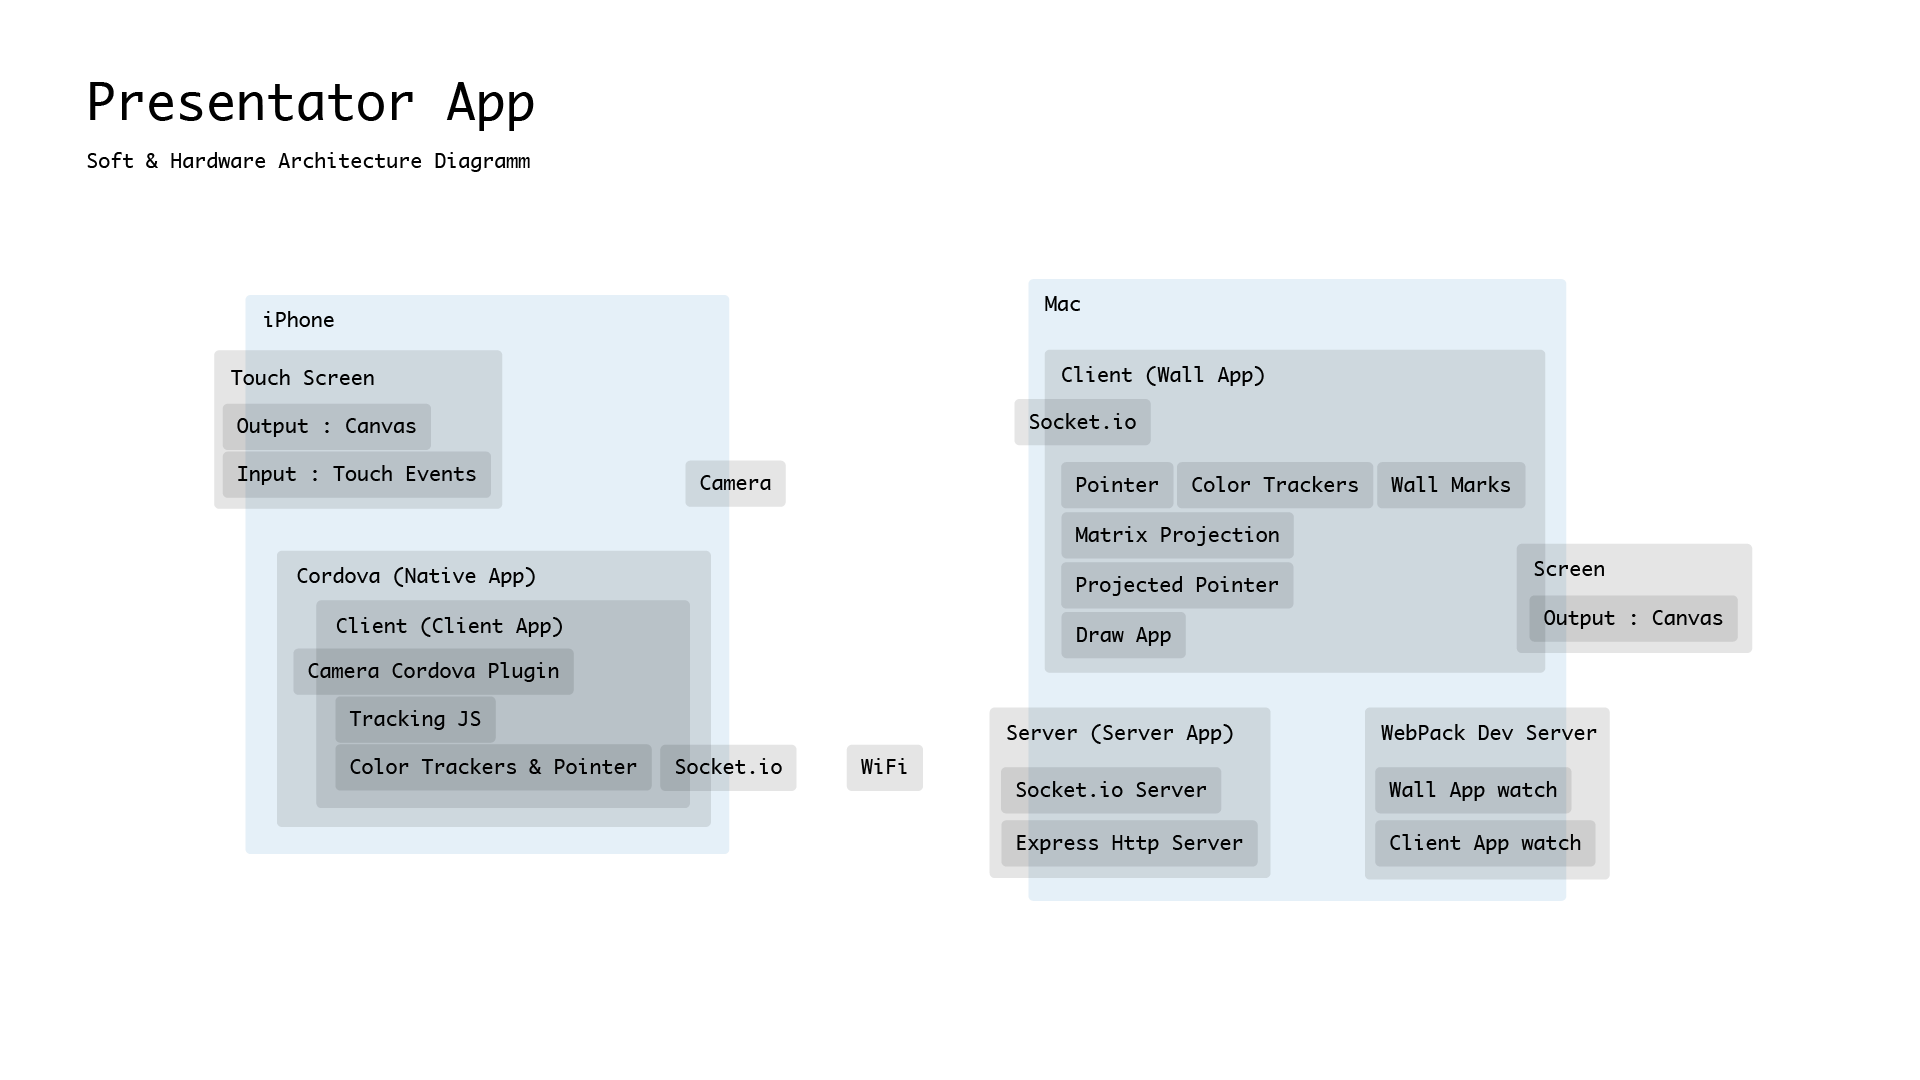 Presentator App
Soft & Hardware Architecture Diagramm
iPhone
Touch Screen
Output : Canvas
Input : Touch Events
Camera
Cordova (Native App)
Client (Client App)
Camera Cordova Plugin
Tracking JS
Color Trackers & Pointer
Socket.io
WiFi
Mac
Client (Wall App)
Socket.io
Pointer
Color Trackers
Wall Marks
Matrix Projection
Projected Pointer
Draw App
Screen
Output : Canvas
Server (Server App)
Socket.io Server
Express Http Server
WebPack Dev Server
Wall App watch
Client App watch